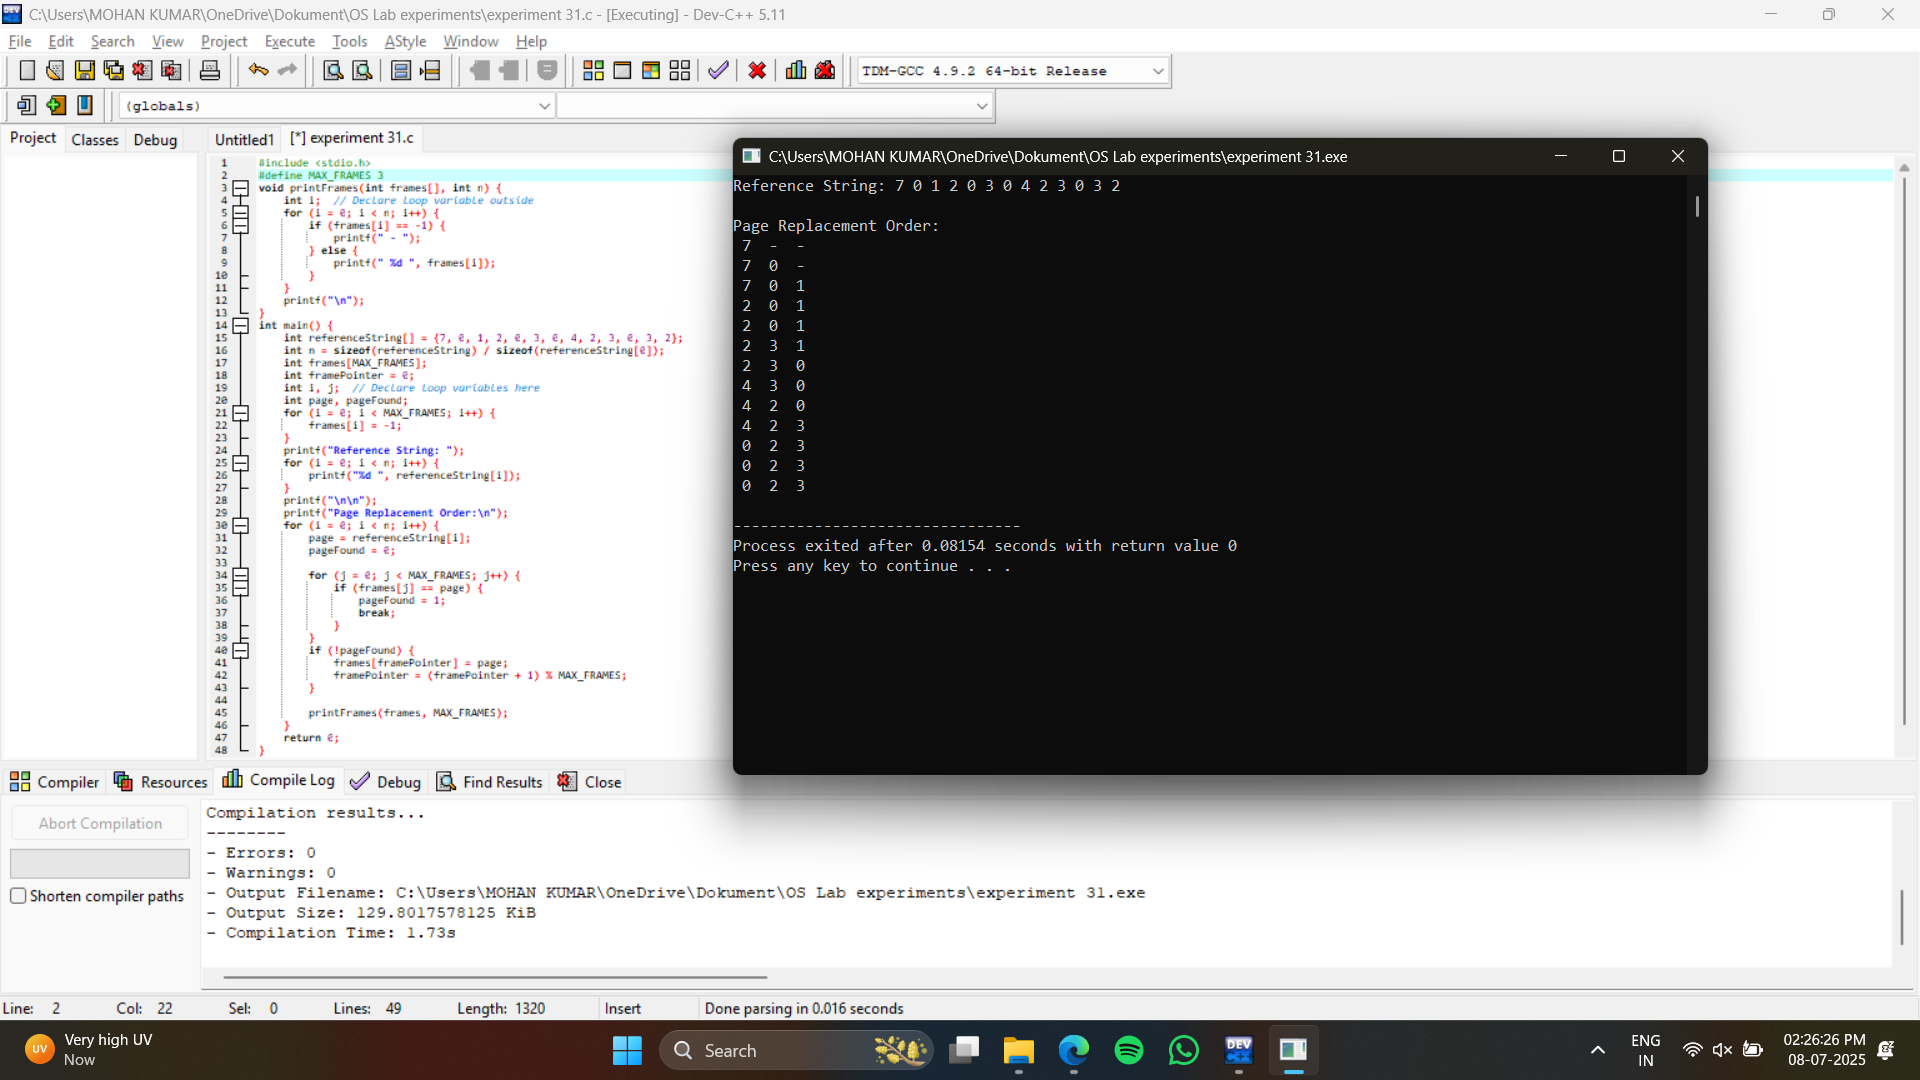 C:\Users\MOHAN KUMAR\OneDrive\Dokument\OS Lab experiments\experiment 31.c - [Executing] - Dev-C++ 5.11
File Edit Search View Project Execute Tools AStyle Window Help
TDM-GCC 4.9.2 64-bit Release
(globals)
Project Classes Debug
Untitled1 [*] experiment 31.c
1 #include <stdio.h>
2 #define MAX_FRAMES 3
3 void printFrames(int frames[], int n) {
4 int i; // Declare loop variable outside
5 for (i = 0; i < n; i++) {
6 if (frames[i] == -1) {
7 printf(" - ");
8 } else {
9 printf(" %d ", frames[i]);
10 }
11 }
12 printf("\n");
13 }
14 int main() {
15 int referenceString[] = {7, 0, 1, 2, 0, 3, 0, 4, 2, 3, 0, 3, 2};
16 int n = sizeof(referenceString) / sizeof(referenceString[0]);
17 int frames[MAX_FRAMES];
18 int framePointer = 0;
19 int i, j; // Declare loop variables here
20 int page, pageFound;
21 for (i = 0; i < MAX_FRAMES; i++) {
22 frames[i] = -1;
23 }
24 printf("Reference String: ");
25 for (i = 0; i < n; i++) {
26 printf("%d ", referenceString[i]);
27 }
28 printf("\n\n");
29 printf("Page Replacement Order:\n");
30 for (i = 0; i < n; i++) {
31 page = referenceString[i];
32 pageFound = 0;
33
34 for (j = 0; j < MAX_FRAMES; j++) {
35 if (frames[j] == page) {
36 pageFound = 1;
37 break;
38 }
39 }
40 if (!pageFound) {
41 frames[framePointer] = page;
42 framePointer = (framePointer + 1) % MAX_FRAMES;
43 }
44
45 printFrames(frames, MAX_FRAMES);
46 }
47 return 0;
48 }
C:\Users\MOHAN KUMAR\OneDrive\Dokument\OS Lab experiments\experiment 31.exe
Reference String: 7 0 1 2 0 3 0 4 2 3 0 3 2
Page Replacement Order:
7 - -
7 0 -
7 0 1
2 0 1
2 0 1
2 3 1
2 3 0
4 3 0
4 2 0
4 2 3
0 2 3
0 2 3
0 2 3
--------------------------------
Process exited after 0.08154 seconds with return value 0
Press any key to continue . . .
Compiler Resources Compile Log Debug Find Results Close
Abort Compilation
Shorten compiler paths
Compilation results...
--------
- Errors: 0
- Warnings: 0
- Output Filename: C:\Users\MOHAN KUMAR\OneDrive\Dokument\OS Lab experiments\experiment 31.exe
- Output Size: 129.8017578125 KiB
- Compilation Time: 1.73s
Line: 2 Col: 22 Sel: 0 Lines: 49 Length: 1320 Insert Done parsing in 0.016 seconds
UV
Very high UV
Now
Search
DEV
ENG
IN
02:26:26 PM
08-07-2025